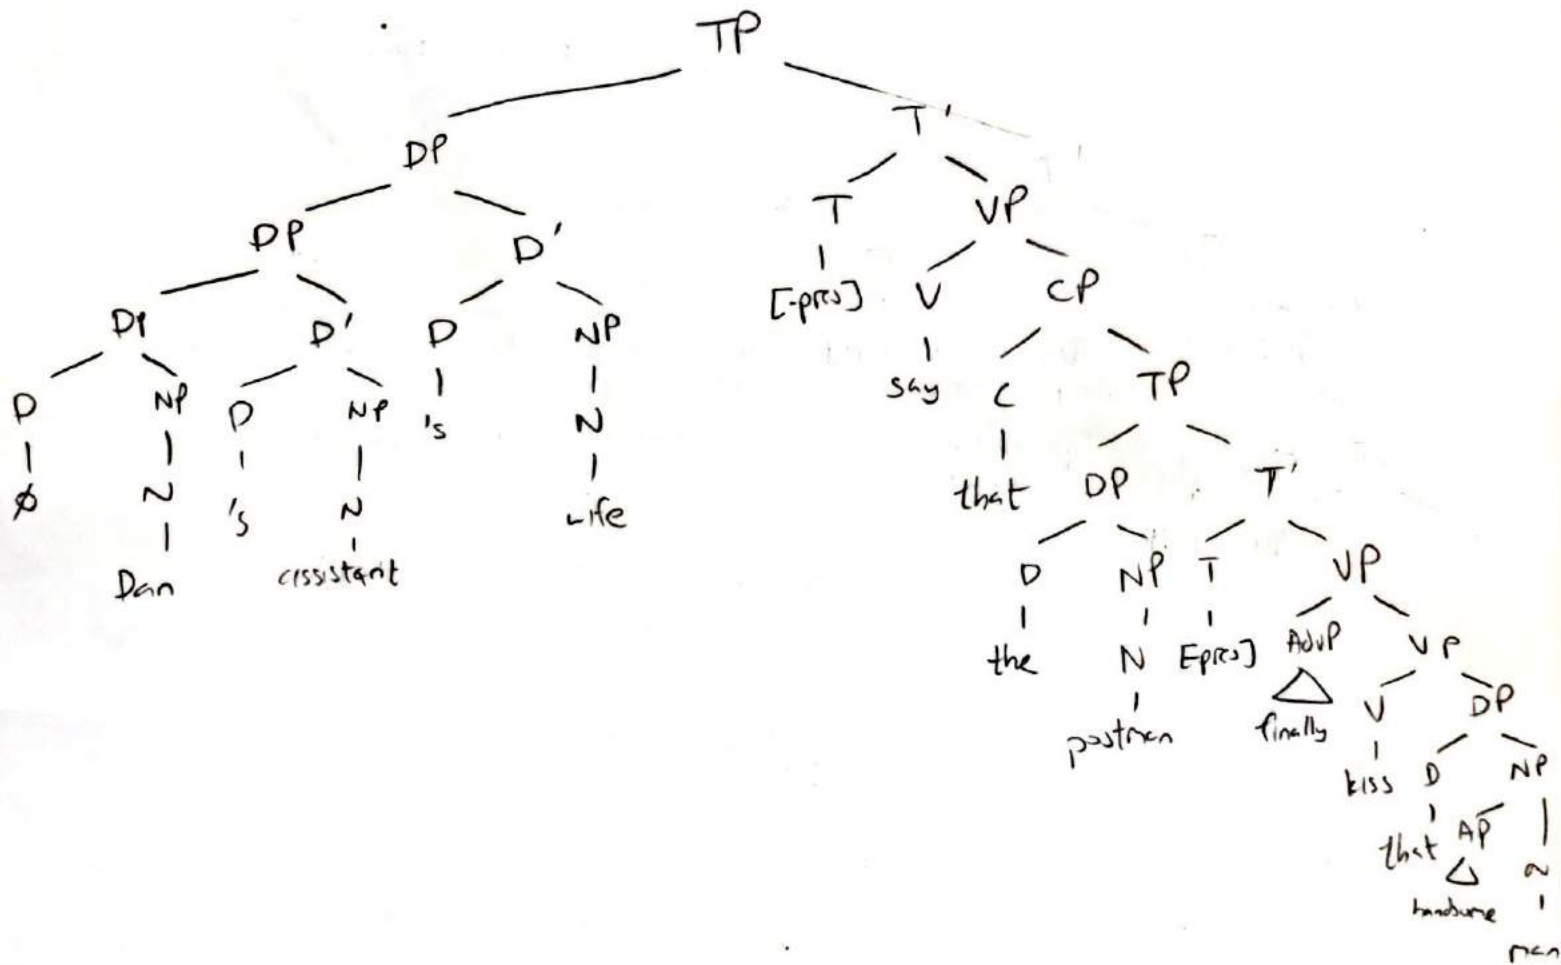 TP
T'
DP
T VP
DP D'
[-pres] V CP
DP D' D NP
say C TP
D NP D NP 's N
that DP T'
Ø N 's N wife
D NP T VP
Dan assistant
the N [-pres] AdvP VP
postman finally V DP
kiss D NP
that AP N
handsome man